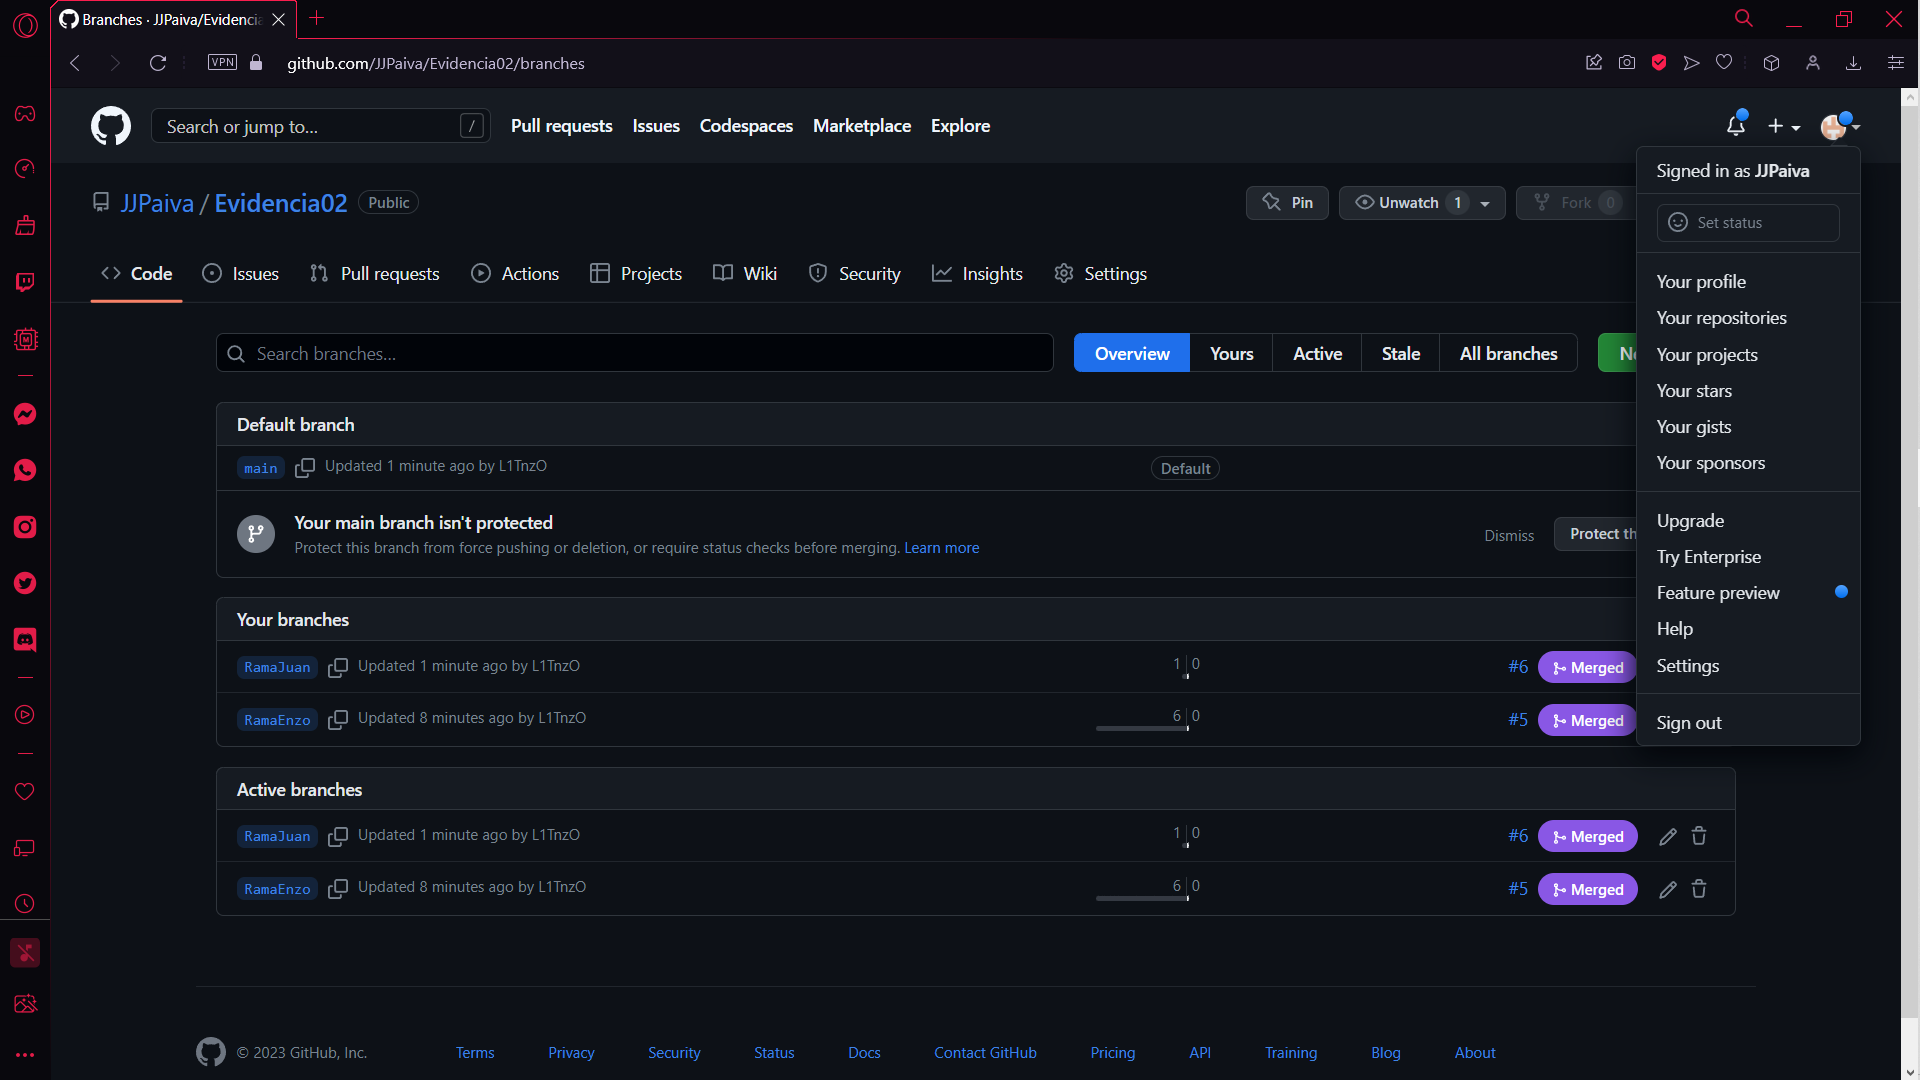 Branches · JJPaiva/Evidencia
VPN
github.com/JJPaiva/Evidencia02/branches
Search or jump to... /
Pull requests Issues Codespaces Marketplace Explore
Signed in as JJPaiva
JJPaiva / Evidencia02 Public
Pin Unwatch 1 Fork 0
Set status
Code Issues Pull requests Actions Projects Wiki Security Insights Settings
Your profile
Your repositories
Your projects
Your stars
Your gists
Your sponsors
Upgrade
Try Enterprise
Feature preview
Help
Settings
Sign out
Search branches...
Overview Yours Active Stale All branches
Default branch
main Updated 1 minute ago by L1TnzO Default
Your main branch isn't protected
Protect this branch from force pushing or deletion, or require status checks before merging. Learn more
Dismiss Protect th
Your branches
RamaJuan Updated 1 minute ago by L1TnzO 1 0 #6 Merged
RamaEnzo Updated 8 minutes ago by L1TnzO 6 0 #5 Merged
Active branches
RamaJuan Updated 1 minute ago by L1TnzO 1 0 #6 Merged
RamaEnzo Updated 8 minutes ago by L1TnzO 6 0 #5 Merged
© 2023 GitHub, Inc. Terms Privacy Security Status Docs Contact GitHub Pricing API Training Blog About